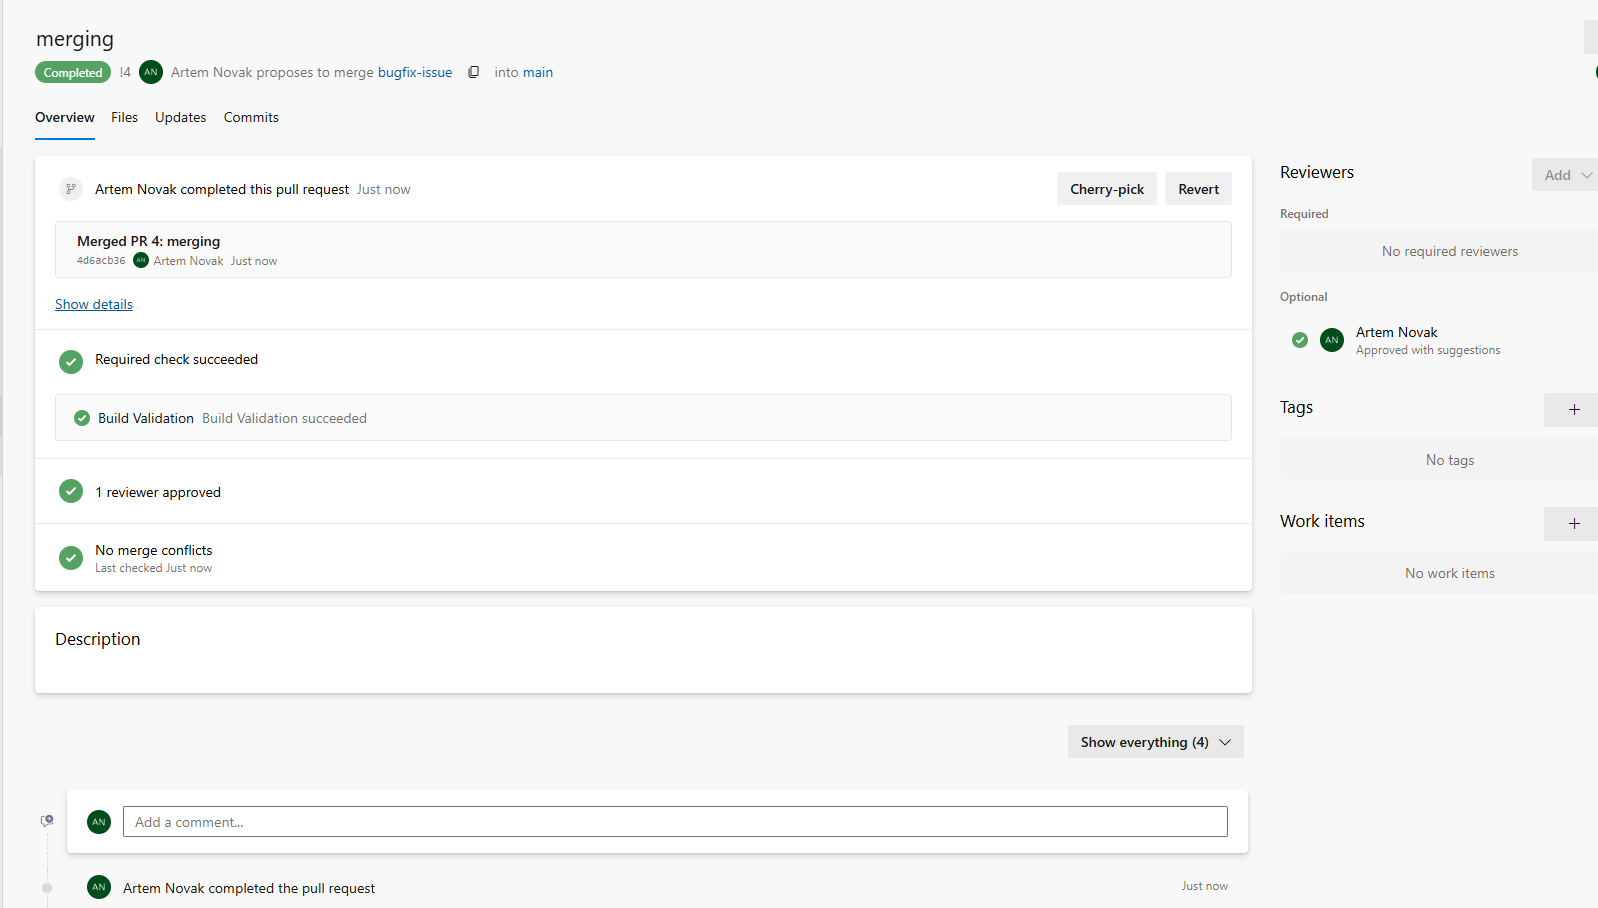 merging
Completed !4 AN Artem Novak proposes to merge bugfix-issue into main
Overview Files Updates Commits
Artem Novak completed this pull request Just now
Cherry-pick Revert
Merged PR 4: merging
4d6acb36 AN Artem Novak Just now
Show details
Required check succeeded
Build Validation Build Validation succeeded
1 reviewer approved
No merge conflicts
Last checked Just now
Description
Show everything (4)
AN Add a comment...
AN Artem Novak completed the pull request Just now
Reviewers Add
Required
No required reviewers
Optional
AN Artem Novak
Approved with suggestions
Tags +
No tags
Work items +
No work items